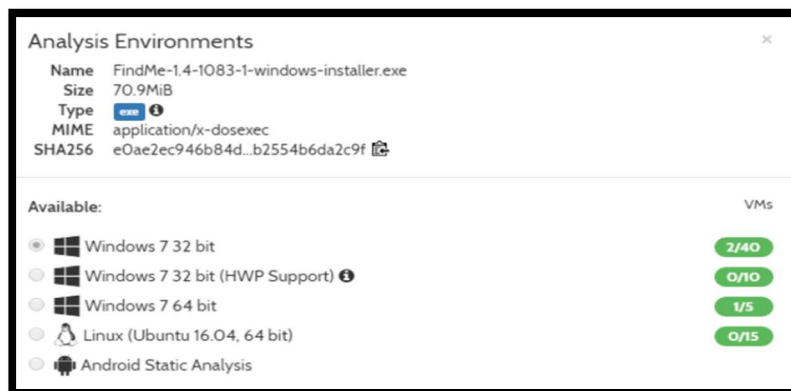 Analysis Environments ×
Name FindMe-1.4-1083-1-windows-installer.exe
Size 70.9MiB
Type exe
MIME application/x-dosexec
SHA256 e0ae2ec946b84d...b2554b6da2c9f
Available: VMs
Windows 7 32 bit 2/40
Windows 7 32 bit (HWP Support) 0/10
Windows 7 64 bit 1/5
Linux (Ubuntu 16.04, 64 bit) 0/15
Android Static Analysis